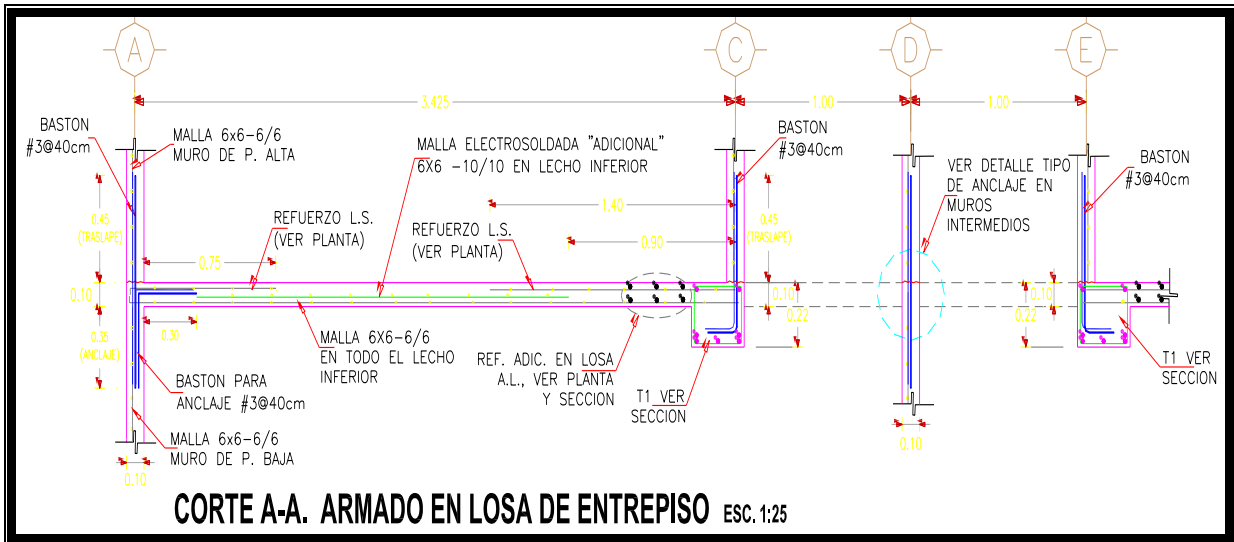 A
C
D
E
3.425
1.00
1.00
BASTON
#3@40cm
MALLA 6x6-6/6
MURO DE P. ALTA
MALLA ELECTROSOLDADA "ADICIONAL"
6X6 -10/10 EN LECHO INFERIOR
BASTON
#3@40cm
VER DETALLE TIPO
DE ANCLAJE EN
MUROS
INTERMEDIOS
BASTON
#3@40cm
0.45
(TRASLAPE)
REFUERZO L.S.
(VER PLANTA)
0.75
REFUERZO L.S.
(VER PLANTA)
1.40
0.90
0.45
(TRASLAPE)
0.10
0.10
0.22
0.10
0.22
0.35
(ANCLAJE)
0.30
MALLA 6X6-6/6
EN TODO EL LECHO
INFERIOR
REF. ADIC. EN LOSA
A.L., VER PLANTA
Y SECCION
T1 VER
SECCION
T1 VER
SECCION
BASTON PARA
ANCLAJE #3@40cm
MALLA 6x6-6/6
MURO DE P. BAJA
0.10
0.10
CORTE A-A. ARMADO EN LOSA DE ENTREPISO ESC. 1:25